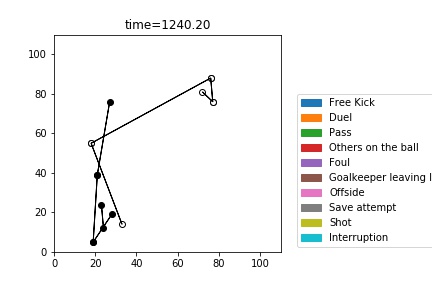 time=1240.20
100
80
60
40
20
0
0 20 40 60 80 100
Free Kick
Duel
Pass
Others on the ball
Foul
Goalkeeper leaving l
Offside
Save attempt
Shot
Interruption